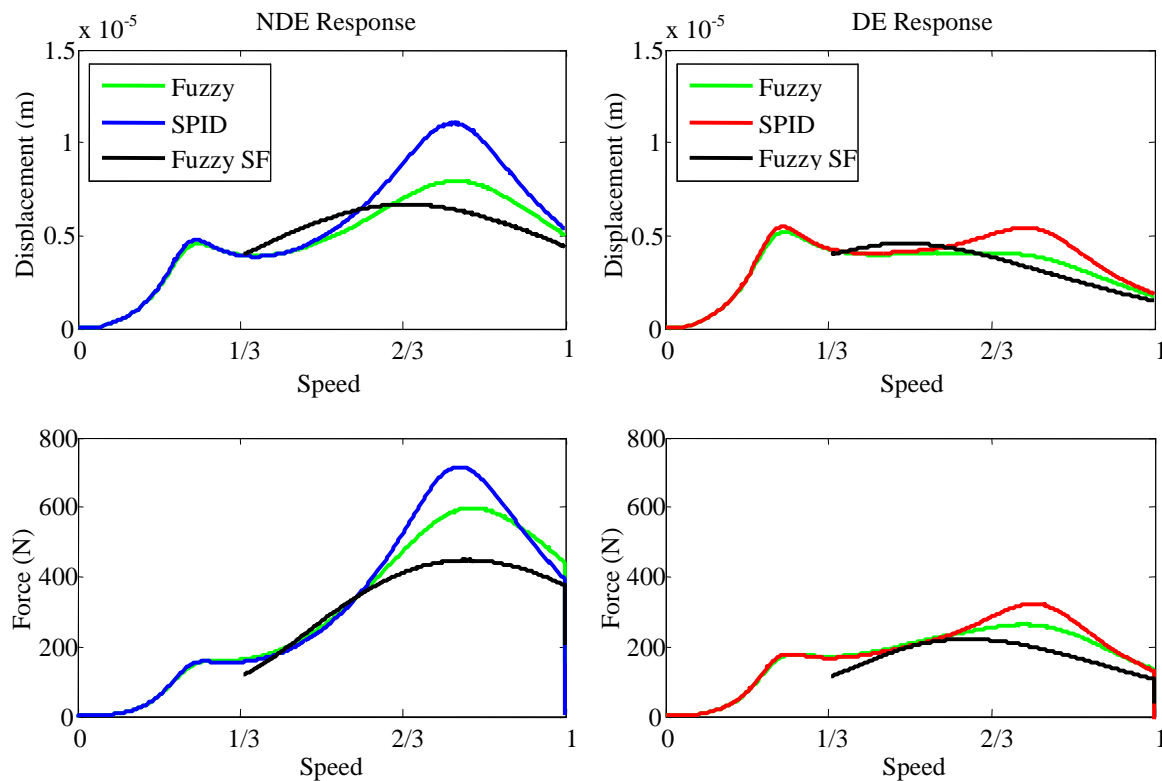 x 10⁻⁵
NDE Response
1.5
1
0.5
0
Displacement (m)
Fuzzy
SPID
Fuzzy SF
0
1/3
2/3
1
Speed
x 10⁻⁵
DE Response
1.5
1
0.5
0
Displacement (m)
Fuzzy
SPID
Fuzzy SF
0
1/3
2/3
1
Speed
800
600
400
200
0
Force (N)
0
1/3
2/3
1
Speed
800
600
400
200
0
Force (N)
0
1/3
2/3
1
Speed